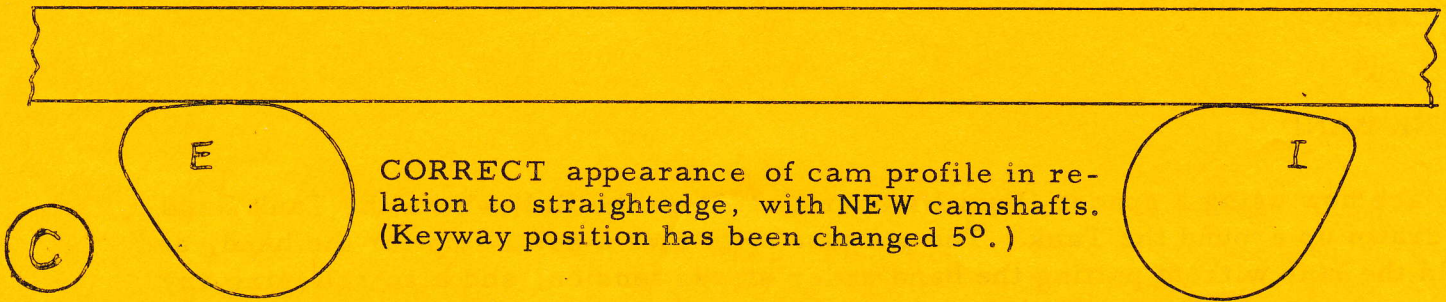 E
I
CORRECT appearance of cam profile in re-
lation to straightedge, with NEW camshafts.
(Keyway position has been changed 5°.)
C